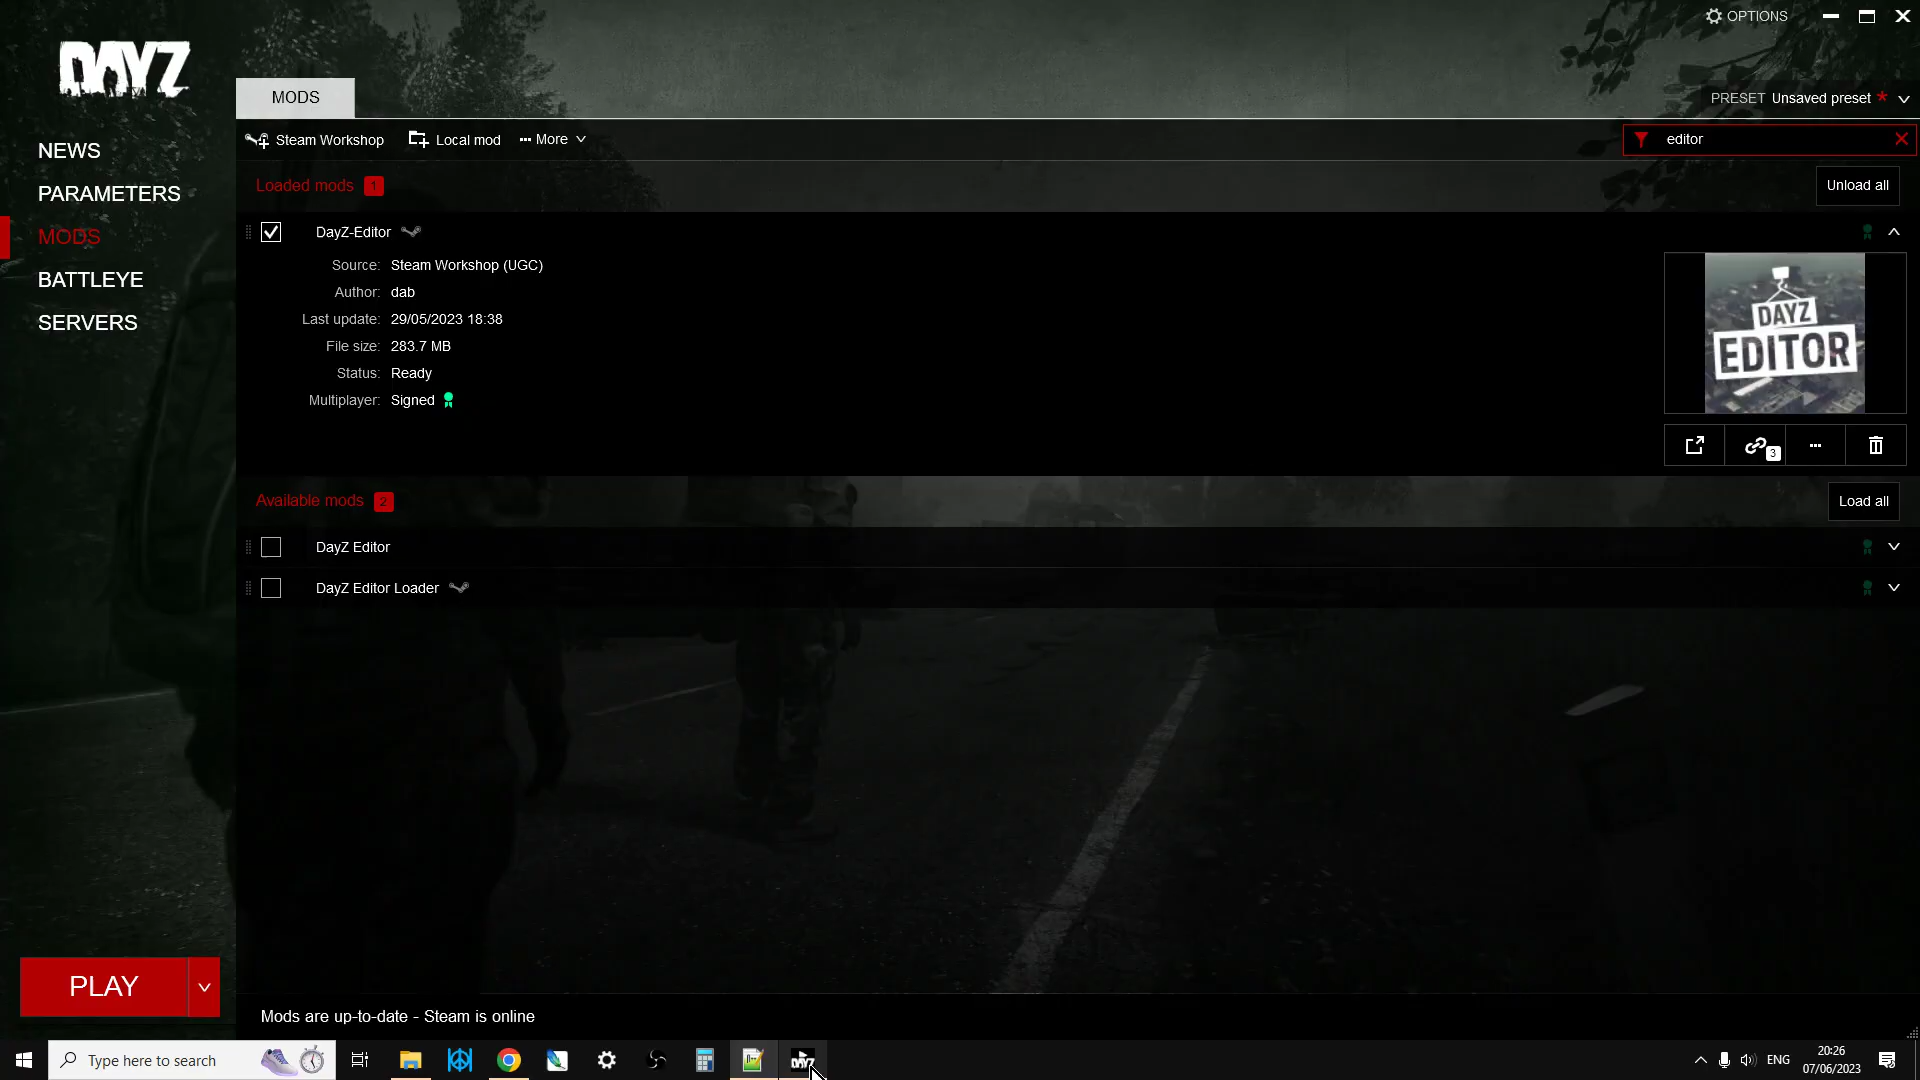 OPTIONS
DAYZ
MODS
PRESET Unsaved preset *
NEWS
PARAMETERS
MODS
BATTLEYE
SERVERS
Steam Workshop
Local mod
More
editor
Loaded mods 1
Unload all
DayZ-Editor
Source: Steam Workshop (UGC)
Author: dab
Last update: 29/05/2023 18:38
File size: 283.7 MB
Status: Ready
Multiplayer: Signed
DAYZ
EDITOR
3
Available mods 2
Load all
DayZ Editor
DayZ Editor Loader
PLAY
Mods are up-to-date - Steam is online
Type here to search
DAYZ
ENG
20:26
07/06/2023